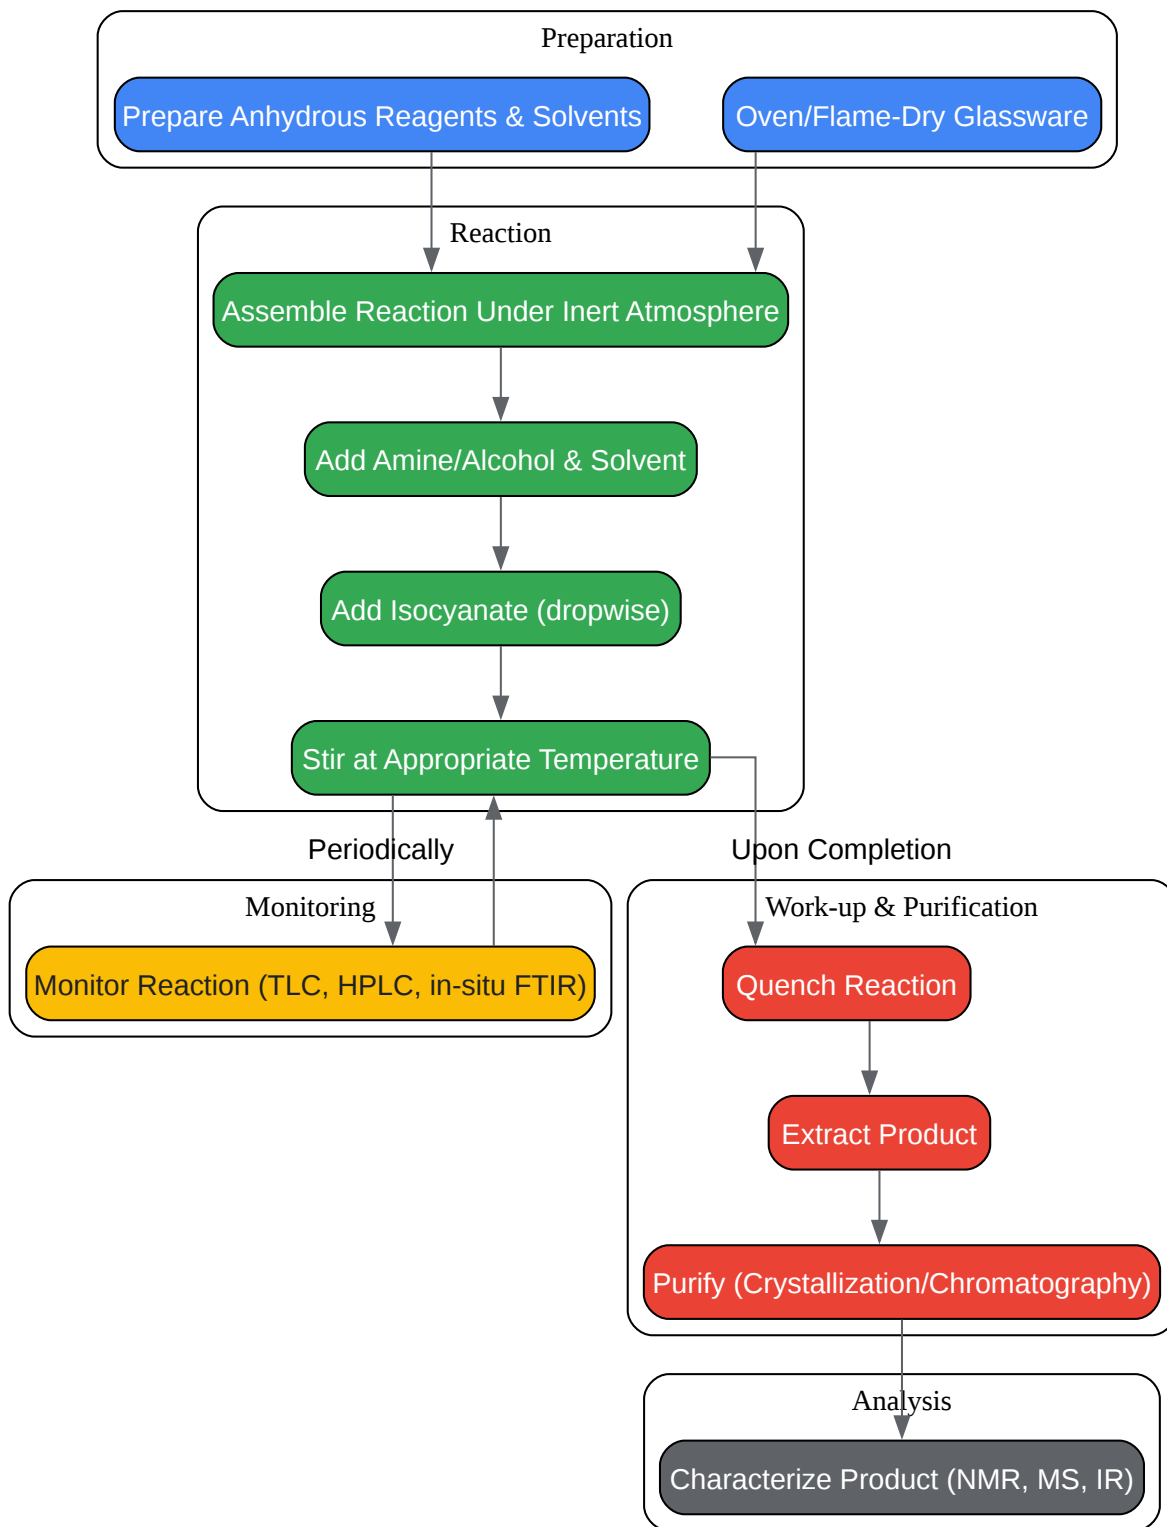 Preparation
Prepare Anhydrous Reagents & Solvents
Oven/Flame-Dry Glassware
Reaction
Assemble Reaction Under Inert Atmosphere
Add Amine/Alcohol & Solvent
Add Isocyanate (dropwise)
Stir at Appropriate Temperature
Periodically
Upon Completion
Monitoring
Monitor Reaction (TLC, HPLC, in-situ FTIR)
Work-up & Purification
Quench Reaction
Extract Product
Purify (Crystallization/Chromatography)
Analysis
Characterize Product (NMR, MS, IR)